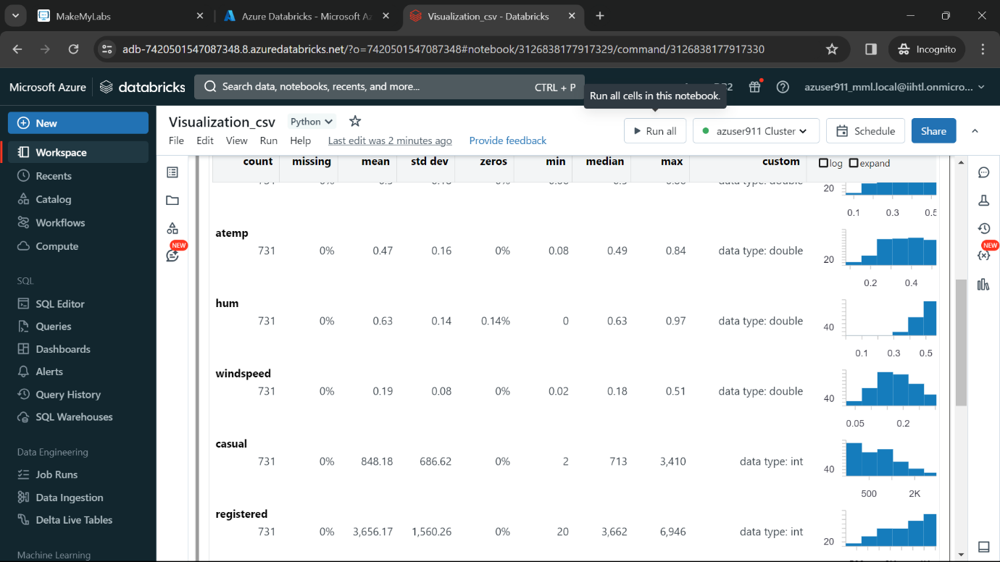 MakeMyLabs
Azure Databricks - Microsoft Az
Visualization_csv - Databricks
adb-7420501547087348.8.azuredatabricks.net/?o=7420501547087348#notebook/3126838177917329/command/3126838177917330
Incognito
Microsoft Azure
databricks
Search data, notebooks, recents, and more...
CTRL + P
Run all cells in this notebook.
azuser911_mml.local@iihtl.onmicro...
New
Workspace
Recents
Catalog
Workflows
Compute
SQL
SQL Editor
Queries
Dashboards
Alerts
Query History
SQL Warehouses
Data Engineering
Job Runs
Data Ingestion
Delta Live Tables
Machine Learning
Visualization_csv Python
File Edit View Run Help Last edit was 2 minutes ago Provide feedback
Run all azuser911 Cluster Schedule Share
NEW
NEW
count missing mean std dev zeros min median max custom log expand
20
0.1 0.3 0.5
atemp
731 0% 0.47 0.16 0% 0.08 0.49 0.84 data type: double 20
0.2 0.4
hum
731 0% 0.63 0.14 0.14% 0 0.63 0.97 data type: double 40
0.1 0.3 0.5
windspeed
731 0% 0.19 0.08 0% 0.02 0.18 0.51 data type: double 40
0.05 0.2
casual
731 0% 848.18 686.62 0% 2 713 3,410 data type: int 40
500 2K
registered
731 0% 3,656.17 1,560.26 0% 20 3,662 6,946 data type: int 20